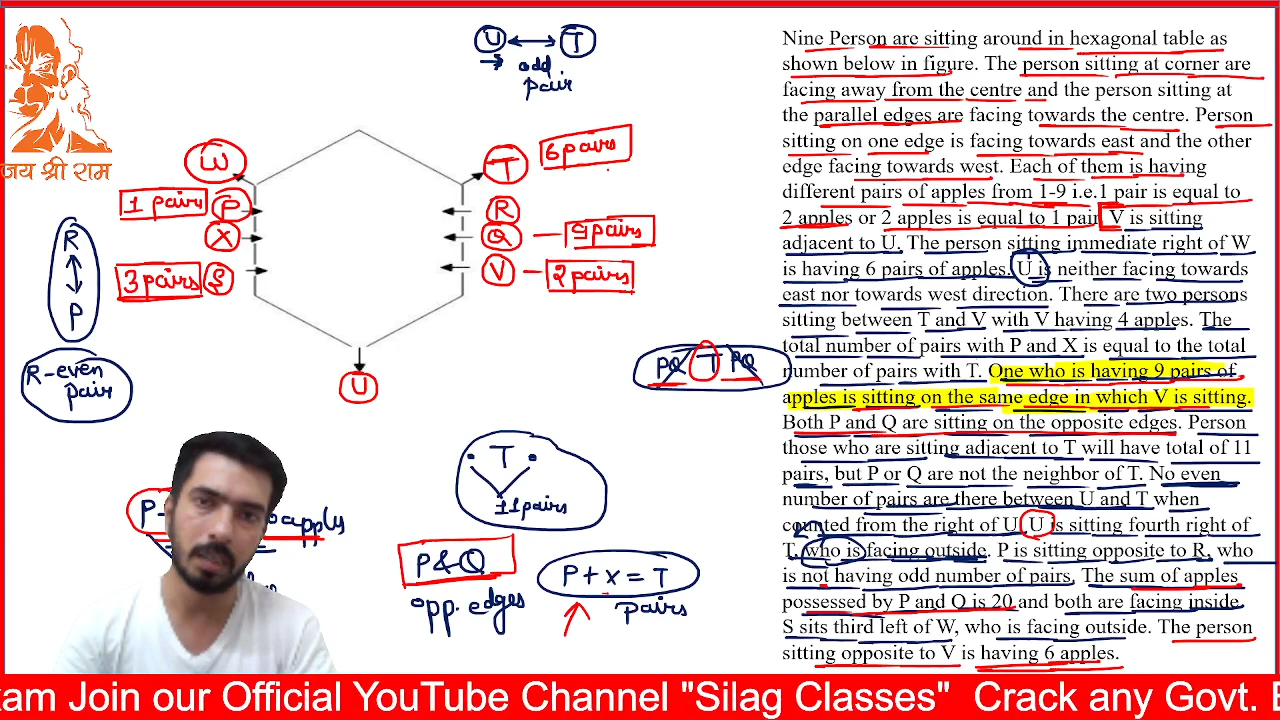 U T
odd
pair
जय श्री राम
W
T
6 pairs
1 pairs
P
R
X
Q
9 pairs
3 pairs
S
V
2 pairs
U
R
P
R-even
pair
PQ T PQ
T
11 pairs
P- apply
P & Q
opp. edges
P + x = T
pairs
Nine Person are sitting around in hexagonal table as
shown below in figure. The person sitting at corner are
facing away from the centre and the person sitting at
the parallel edges are facing towards the centre. Person
sitting on one edge is facing towards east and the other
edge facing towards west. Each of them is having
different pairs of apples from 1-9 i.e.1 pair is equal to
2 apples or 2 apples is equal to 1 pair. V is sitting
adjacent to U. The person sitting immediate right of W
is having 6 pairs of apples. U is neither facing towards
east nor towards west direction. There are two persons
sitting between T and V with V having 4 apples. The
total number of pairs with P and X is equal to the total
number of pairs with T. One who is having 9 pairs of
apples is sitting on the same edge in which V is sitting.
Both P and Q are sitting on the opposite edges. Person
those who are sitting adjacent to T will have total of 11
pairs, but P or Q are not the neighbor of T. No even
number of pairs are there between U and T when
counted from the right of U. U is sitting fourth right of
T, who is facing outside. P is sitting opposite to R, who
is not having odd number of pairs. The sum of apples
possessed by P and Q is 20 and both are facing inside.
S sits third left of W, who is facing outside. The person
sitting opposite to V is having 6 apples.
xam Join our Official YouTube Channel "Silag Classes" Crack any Govt. E